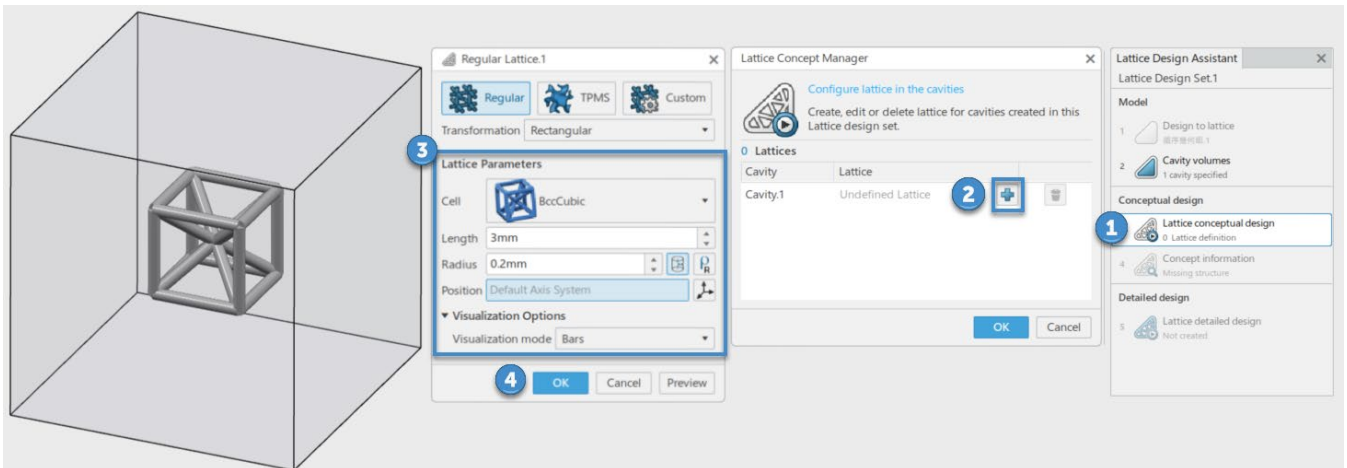 Regular Lattice.1
Regular
TPMS
Custom
Transformation Rectangular
3
Lattice Parameters
Cell BccCubic
Length 3mm
Radius 0.2mm
Position Default Axis System
Visualization Options
Visualization mode Bars
4
OK Cancel Preview
Lattice Concept Manager
Configure lattice in the cavities
Create, edit or delete lattice for cavities created in this
Lattice design set.
0 Lattices
Cavity Lattice
Cavity.1 Undefined Lattice
2
OK Cancel
Lattice Design Assistant
Lattice Design Set.1
Model
1 Design to lattice
2 Cavity volumes
1 cavity specified
Conceptual design
1
Lattice conceptual design
0 Lattice definition
4 Concept information
Missing structure
Detailed design
5 Lattice detailed design
Not created